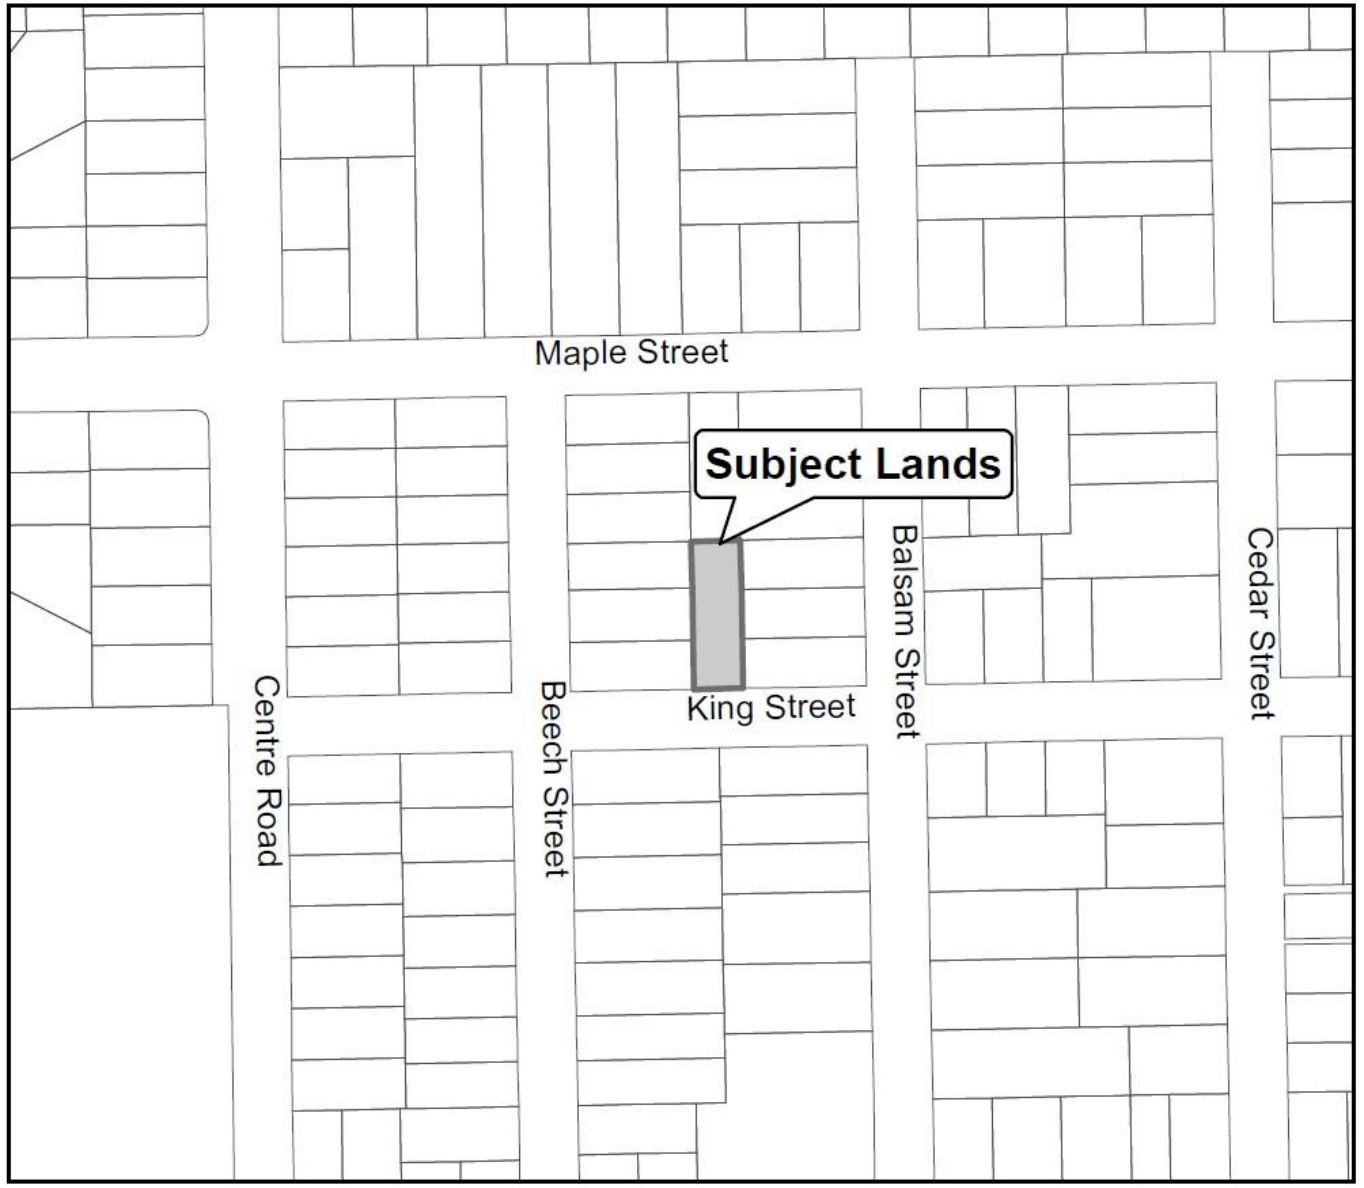 Maple Street
Subject Lands
Balsam Street
Cedar Street
King Street
Centre Road
Beech Street